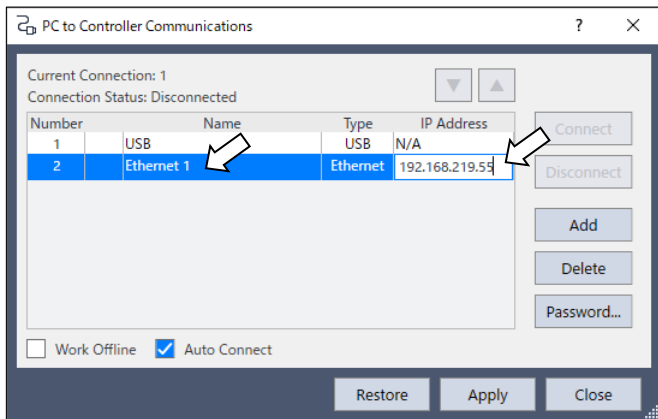 PC to Controller Communications
Current Connection: 1
Connection Status: Disconnected
Number Name Type IP Address
1 USB USB N/A
2 Ethernet 1 Ethernet 192.168.219.55
Connect
Disconnect
Add
Delete
Password...
Work Offline Auto Connect
Restore Apply Close